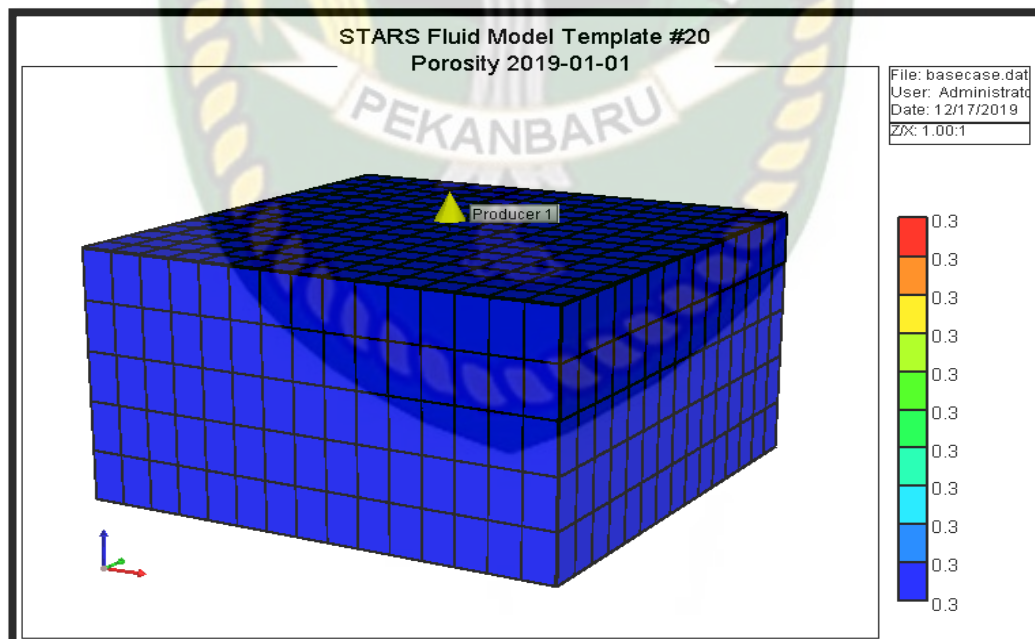 STARS Fluid Model Template #20
Porosity 2019-01-01
File: basecase.dat
User: Administrato
Date: 12/17/2019
Z/X: 1.00:1
PEKANBARU
Producer 1
0.3
0.3
0.3
0.3
0.3
0.3
0.3
0.3
0.3
0.3
0.3